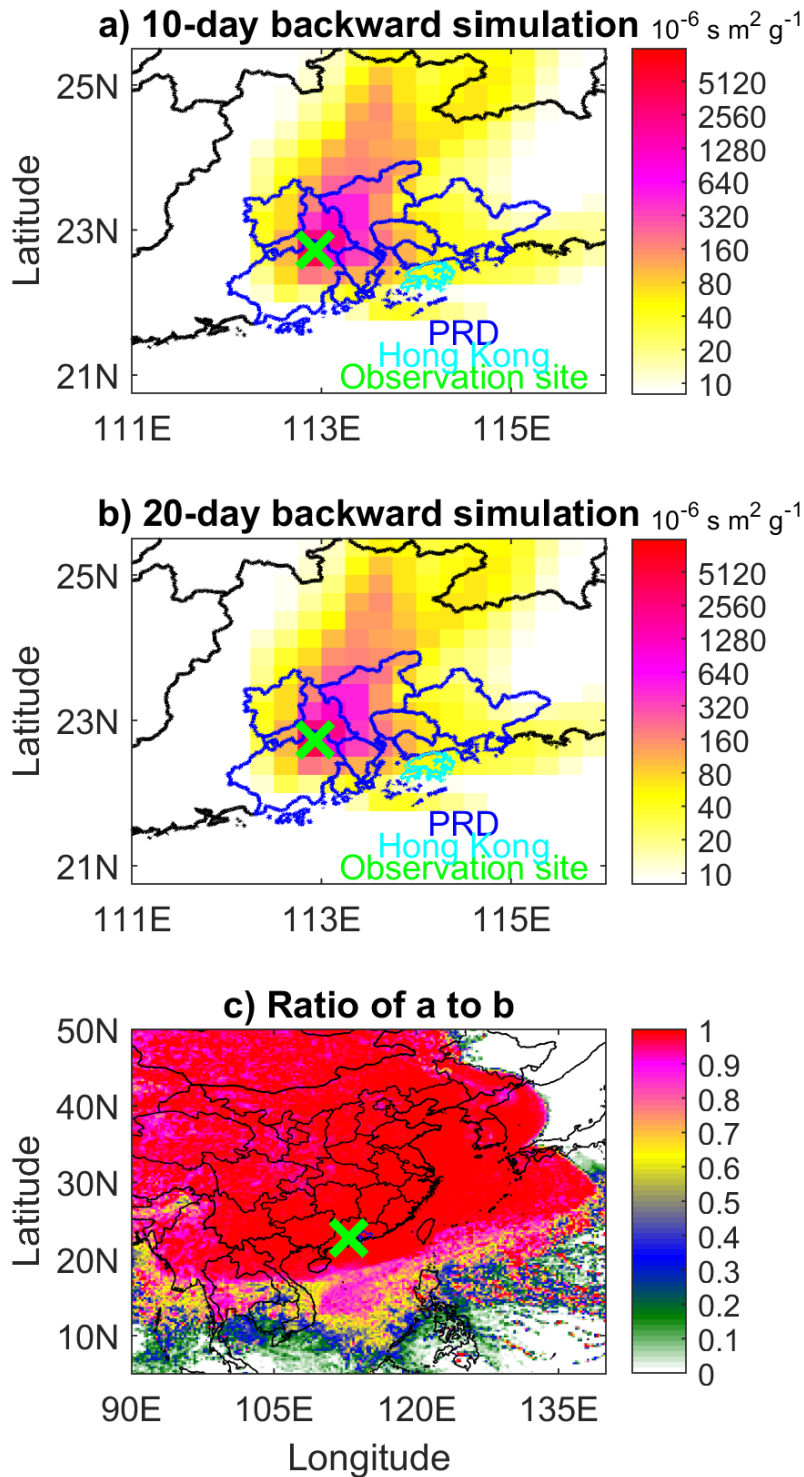 a) 10-day backward simulation 10⁻⁶ s m² g⁻¹
25N
23N
21N
Latitude
111E 113E 115E
PRD
Hong Kong
Observation site
5120
2560
1280
640
320
160
80
40
20
10
b) 20-day backward simulation 10⁻⁶ s m² g⁻¹
25N
23N
21N
Latitude
111E 113E 115E
PRD
Hong Kong
Observation site
5120
2560
1280
640
320
160
80
40
20
10
c) Ratio of a to b
50N
40N
30N
20N
10N
Latitude
90E 105E 120E 135E
Longitude
1
0.9
0.8
0.7
0.6
0.5
0.4
0.3
0.2
0.1
0